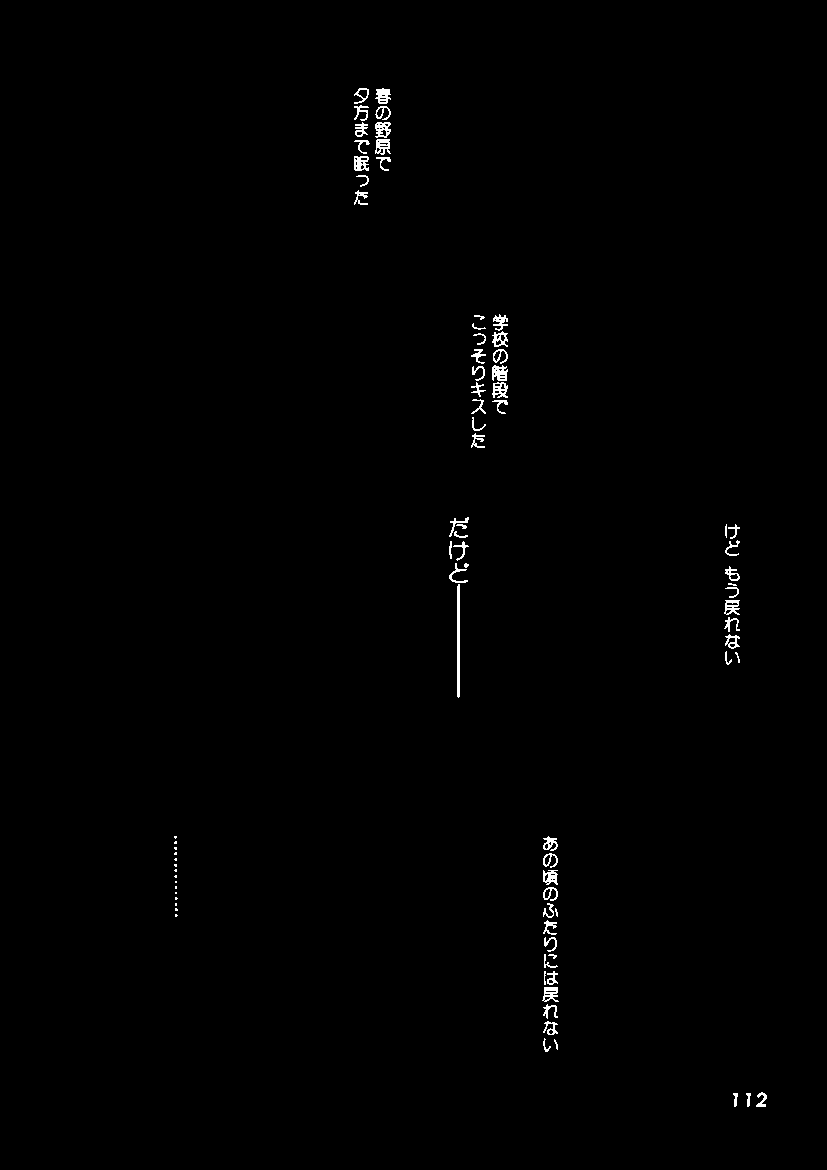 春の野原で
夕方まで眠った
学校の階段で
こっそりキスした
けど もう戻れない
だけど――――
あの頃のふたりには戻れない
……………
112